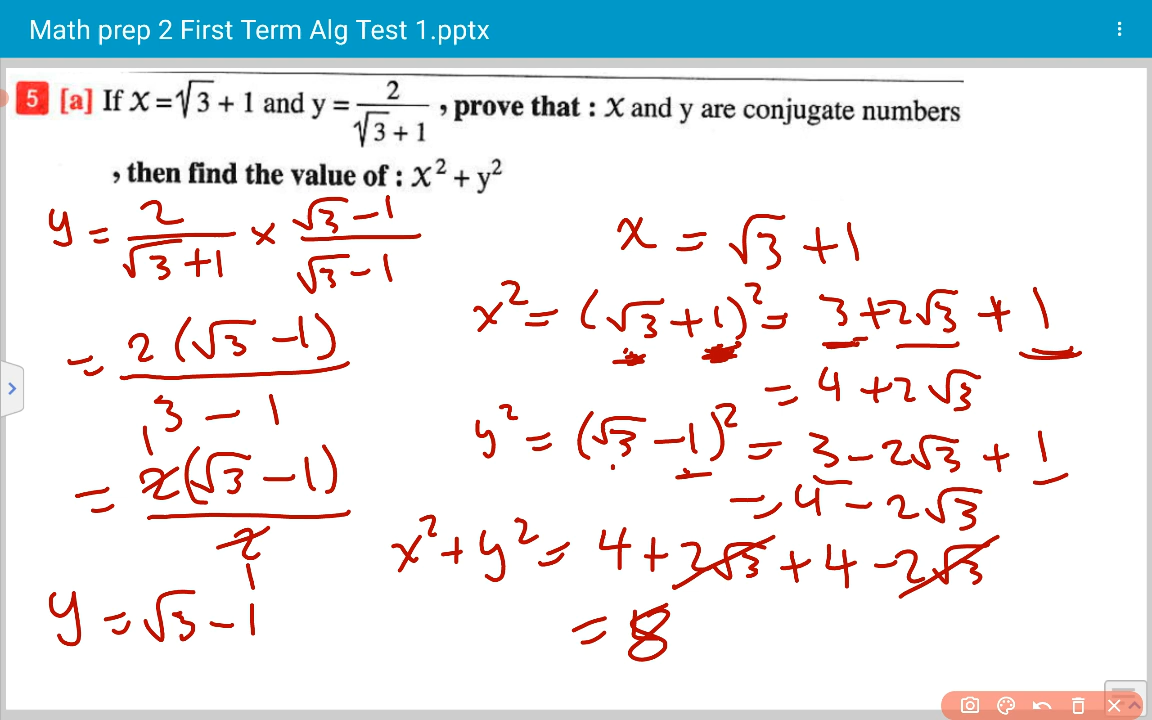 Math prep 2 First Term Alg Test 1.pptx
5 [a] If X = √3 + 1 and y = 2/(√3 + 1) , prove that : X and y are conjugate numbers
, then find the value of : X² + y²
y = 2/(√3 + 1) × (√3 - 1)/(√3 - 1)
= 2(√3 - 1)/(3 - 1)
= 2(√3 - 1)/2
1
1
y = √3 - 1
x = √3 + 1
x² = (√3 + 1)² = 3 + 2√3 + 1
= 4 + 2√3
y² = (√3 - 1)² = 3 - 2√3 + 1
= 4 - 2√3
x² + y² = 4 + 2√3 + 4 - 2√3
= 8